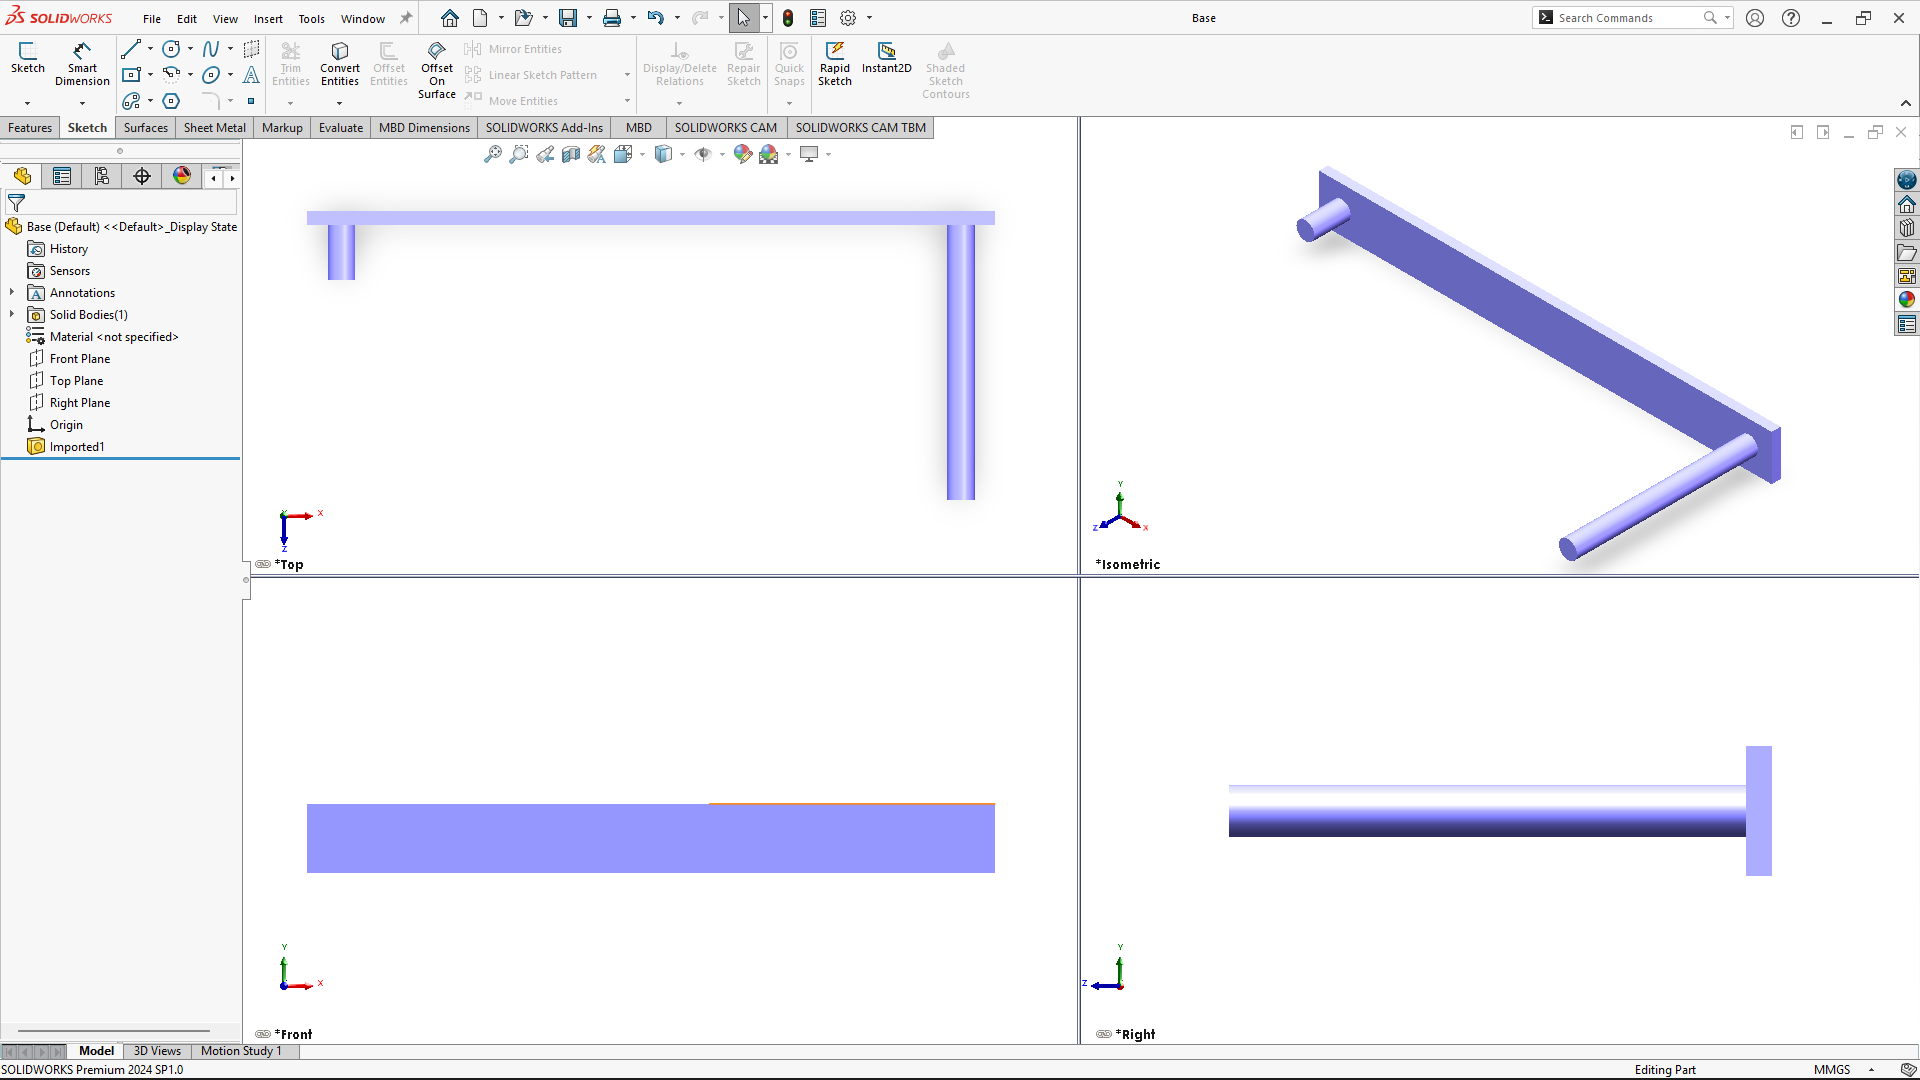 SOLIDWORKS
File Edit View Insert Tools Window
Base
Search Commands
Sketch
Smart Dimension
Trim Entities
Convert Entities
Offset Entities
Offset On Surface
Mirror Entities
Linear Sketch Pattern
Move Entities
Display/Delete Relations
Repair Sketch
Quick Snaps
Rapid Sketch
Instant2D
Shaded Sketch Contours
Features Sketch Surfaces Sheet Metal Markup Evaluate MBD Dimensions SOLIDWORKS Add-Ins MBD SOLIDWORKS CAM SOLIDWORKS CAM TBM
Base (Default) <<Default>_Display State
History
Sensors
Annotations
Solid Bodies(1)
Material <not specified>
Front Plane
Top Plane
Right Plane
Origin
Imported1
Y
X
Z
*Top
Y
Z
X
*Isometric
Y
X
*Front
Y
Z
*Right
Model 3D Views Motion Study 1
SOLIDWORKS Premium 2024 SP1.0
Editing Part
MMGS